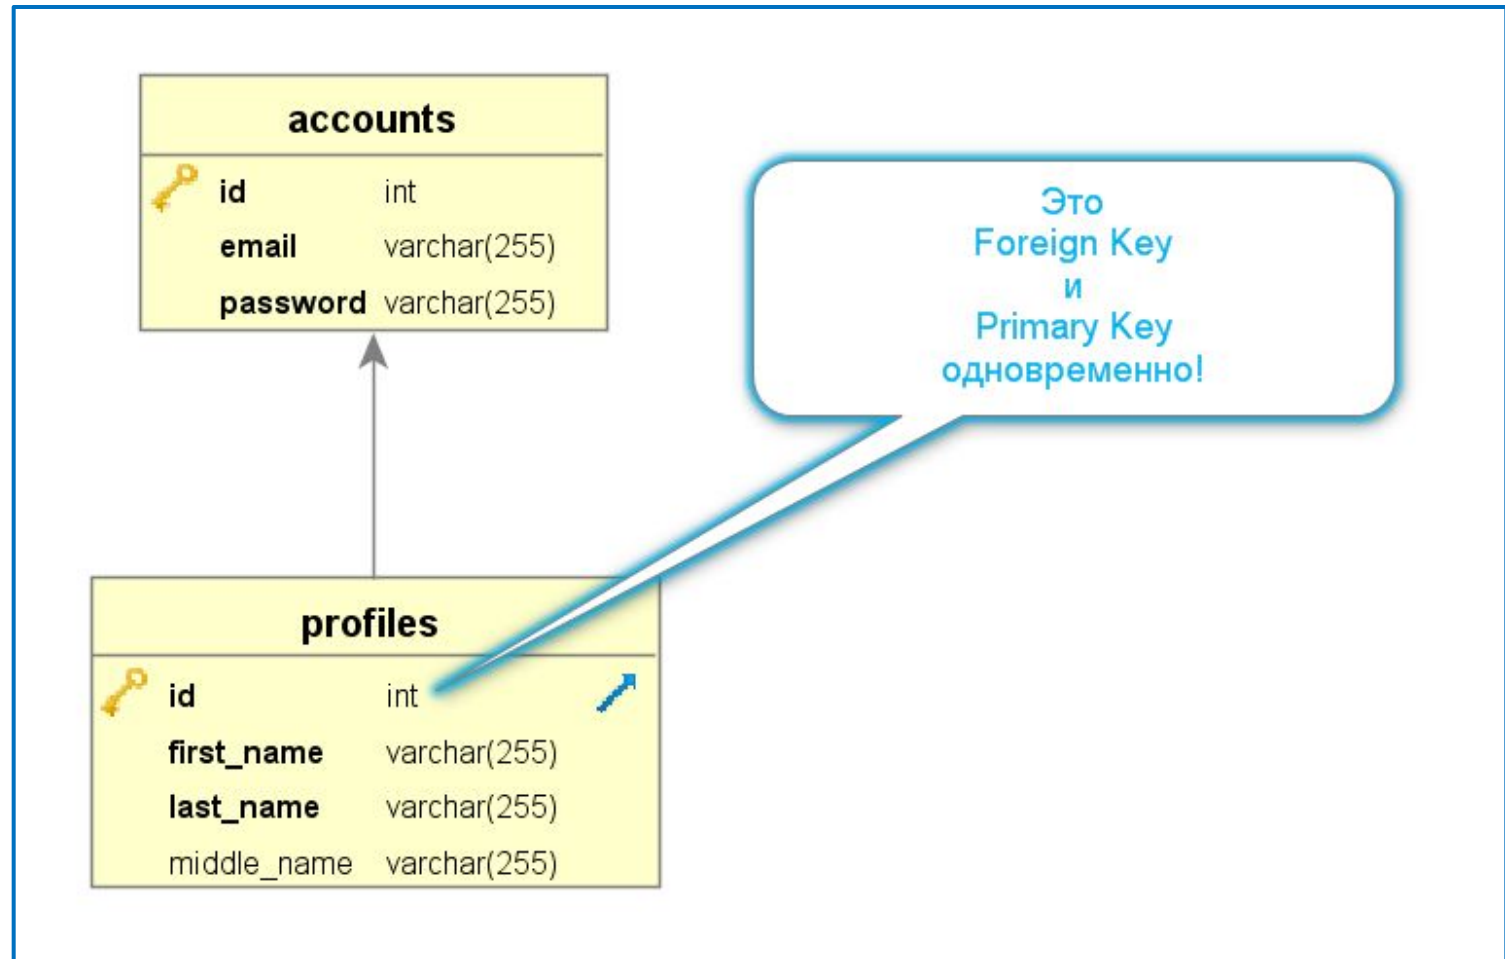 accounts
id int
email varchar(255)
password varchar(255)
Это
Foreign Key
и
Primary Key
одновременно!
profiles
id int
first_name varchar(255)
last_name varchar(255)
middle_name varchar(255)